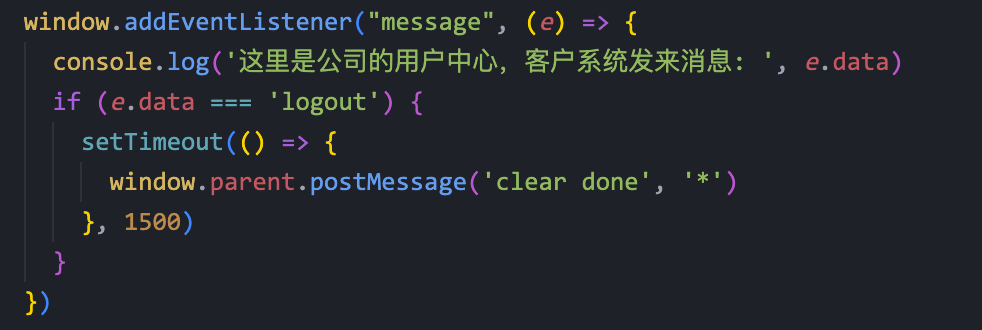 window.addEventListener("message", (e) => {
console.log('这里是公司的用户中心，客户系统发来消息: ', e.data)
if (e.data === 'logout') {
setTimeout(() => {
window.parent.postMessage('clear done', '*')
}, 1500)
}
})